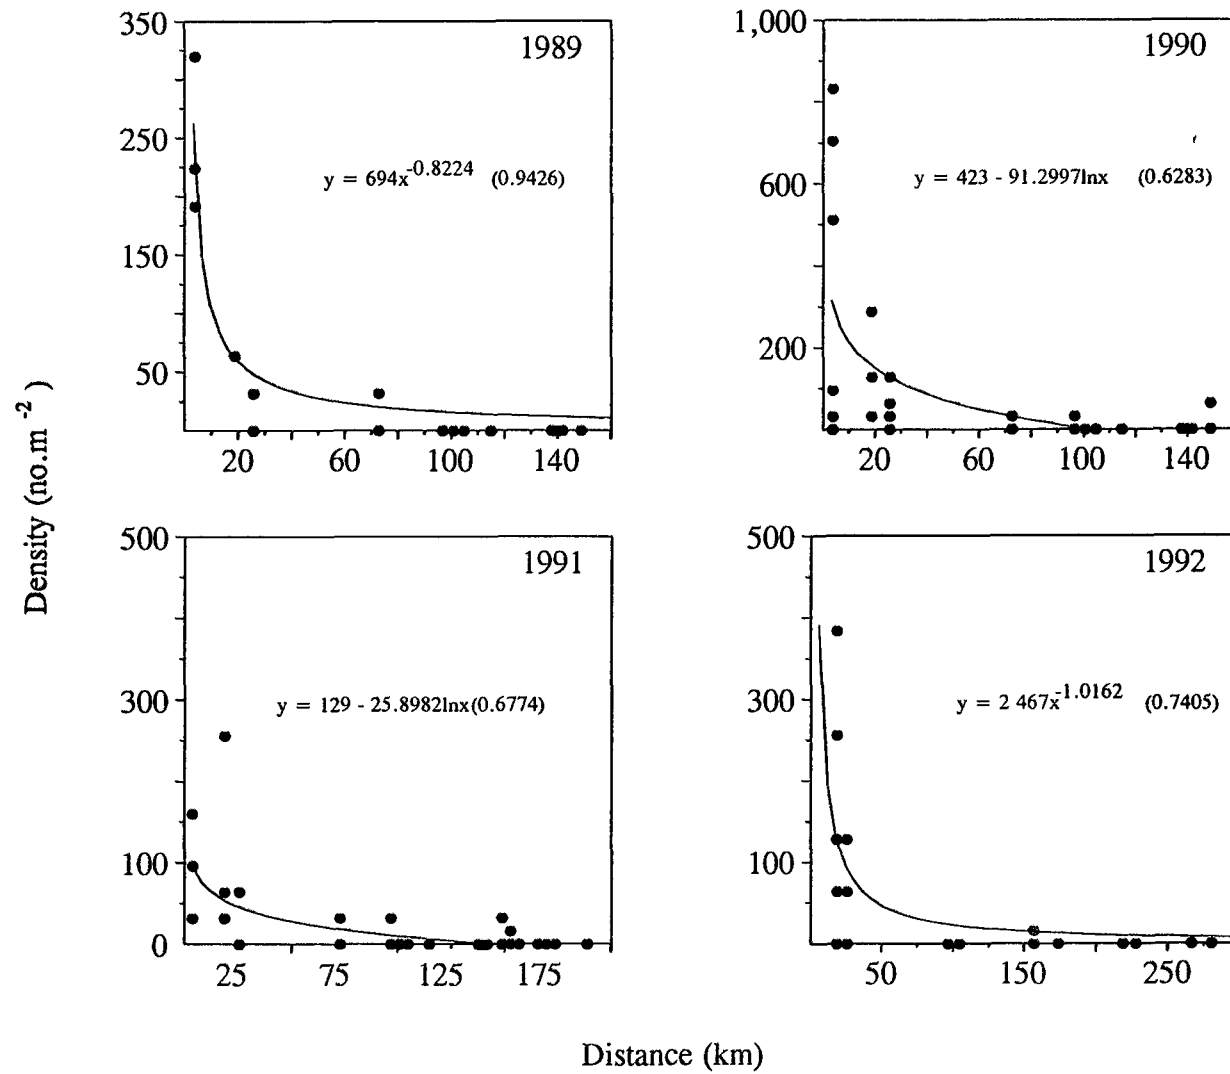 350
1989
250
y = 694x^-0.8224 (0.9426)
150
50
20 60 100 140
1,000
1990
600
y = 423 - 91.2997lnx (0.6283)
200
20 60 100 140
Density (no.m^-2)
500
1991
300
y = 129 - 25.8982lnx(0.6774)
100
0
25 75 125 175
500
1992
300
y = 2 467x^-1.0162 (0.7405)
100
50 150 250
Distance (km)